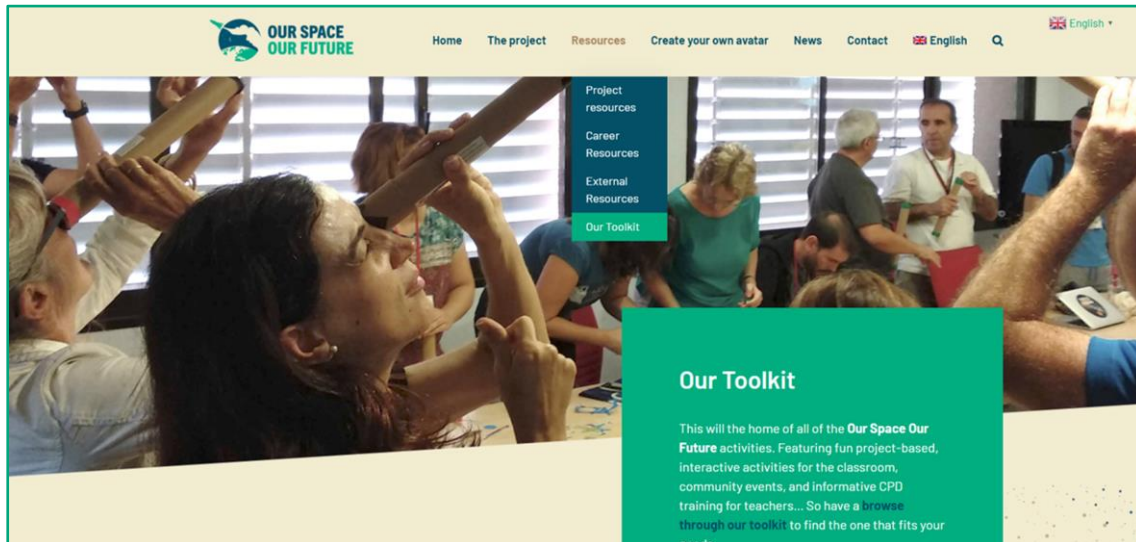 English
OUR SPACE
OUR FUTURE
Home The project Resources Create your own avatar News Contact English
Project
resources
Career
Resources
External
Resources
Our Toolkit
Our Toolkit
This will the home of all of the Our Space Our
Future activities. Featuring fun project-based,
interactive activities for the classroom,
community events, and informative CPD
training for teachers... So have a browse
through our toolkit to find the one that fits your